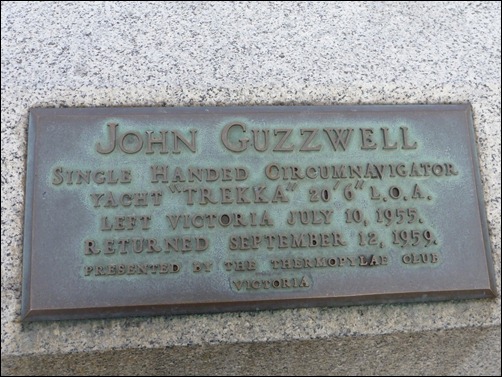 JOHN GUZZWELL
SINGLE HANDED CIRCUMNAVIGATOR
YACHT "TREKKA" 20'6" L.O.A.
LEFT VICTORIA JULY 10, 1955.
RETURNED SEPTEMBER 12, 1959.
PRESENTED BY THE THERMOPYLAE CLUB
VICTORIA